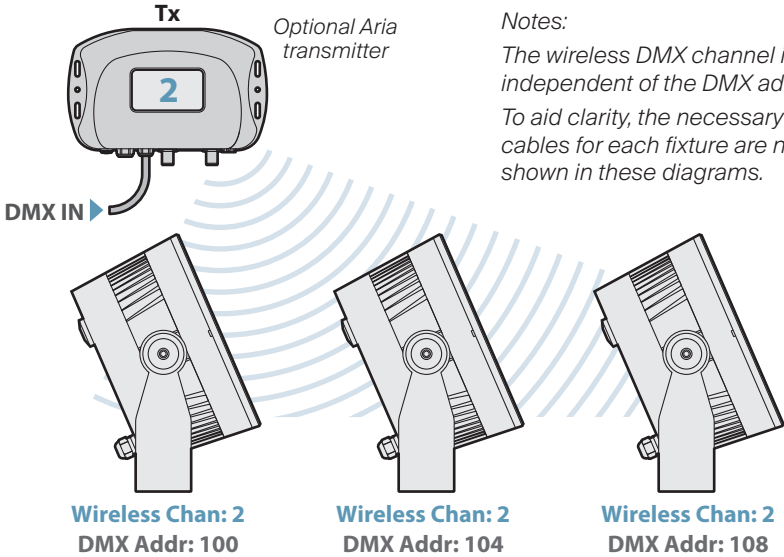 Tx
Optional Aria
transmitter
2
DMX IN
Notes:
The wireless DMX channel
independent of the DMX
To aid clarity, the necessary
cables for each fixture are
shown in these diagrams.
Wireless Chan: 2
DMX Addr: 100
Wireless Chan: 2
DMX Addr: 104
Wireless Chan: 2
DMX Addr: 108